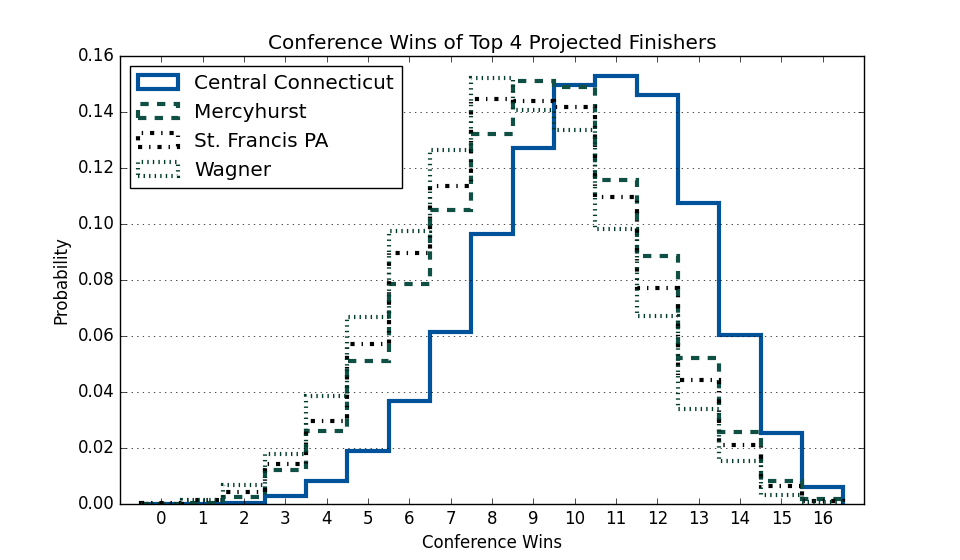 Conference Wins of Top 4 Projected Finishers
0.16
0.14
0.12
0.10
0.08
0.06
0.04
0.02
0.00
Probability
Central Connecticut
Mercyhurst
St. Francis PA
Wagner
0 1 2 3 4 5 6 7 8 9 10 11 12 13 14 15 16
Conference Wins